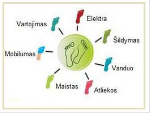 Vartojimas
Elektra
Šildymas
Mobilumas
Vanduo
Maistas
Atliekos